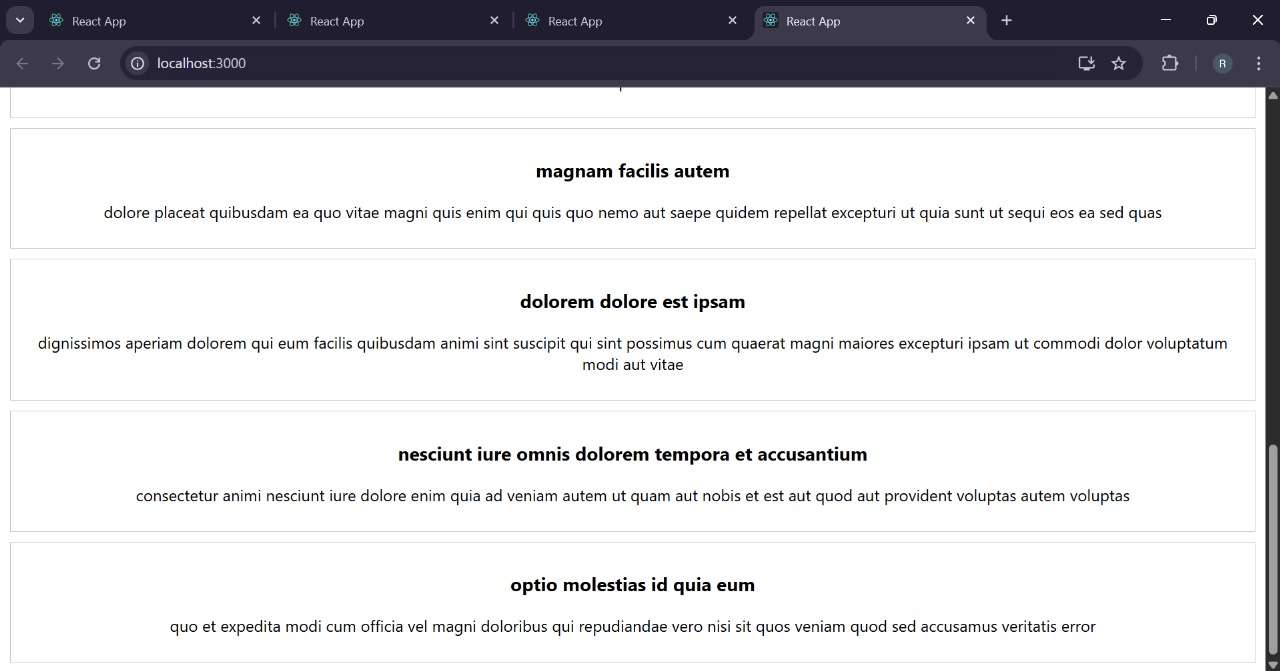 React App
React App
React App
React App
localhost:3000
R
magnam facilis autem
dolore placeat quibusdam ea quo vitae magni quis enim qui quis quo nemo aut saepe quidem repellat excepturi ut quia sunt ut sequi eos ea sed quas
dolorem dolore est ipsam
dignissimos aperiam dolorem qui eum facilis quibusdam animi sint suscipit qui sint possimus cum quaerat magni maiores excepturi ipsam ut commodi dolor voluptatum
modi aut vitae
nesciunt iure omnis dolorem tempora et accusantium
consectetur animi nesciunt iure dolore enim quia ad veniam autem ut quam aut nobis et est aut quod aut provident voluptas autem voluptas
optio molestias id quia eum
quo et expedita modi cum officia vel magni doloribus qui repudiandae vero nisi sit quos veniam quod sed accusamus veritatis error